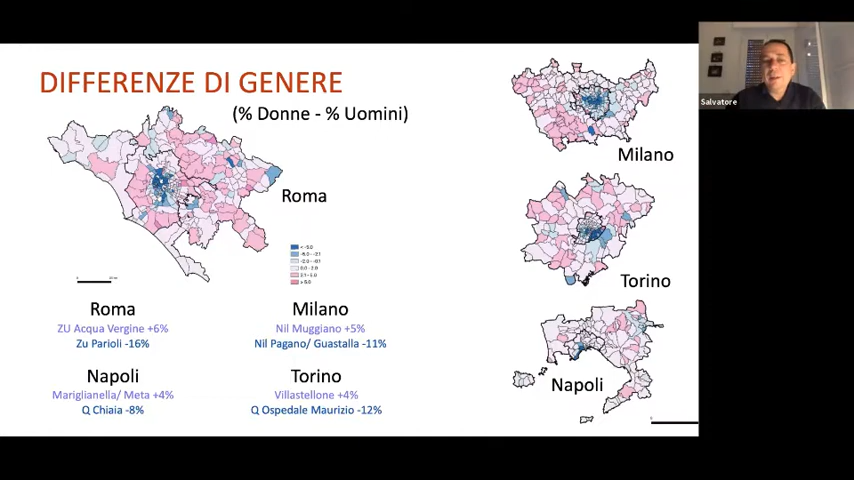 DIFFERENZE DI GENERE
(% Donne - % Uomini)
Salvatore
Milano
Roma
Torino
Napoli
Roma
ZU Acqua Vergine +6%
Zu Parioli -16%
Milano
Nil Muggiano +5%
Nil Pagano/ Guastalla -11%
Napoli
Mariglianella/ Meta +4%
Q Chiaia -8%
Torino
Villastellone +4%
Q Ospedale Maurizio -12%